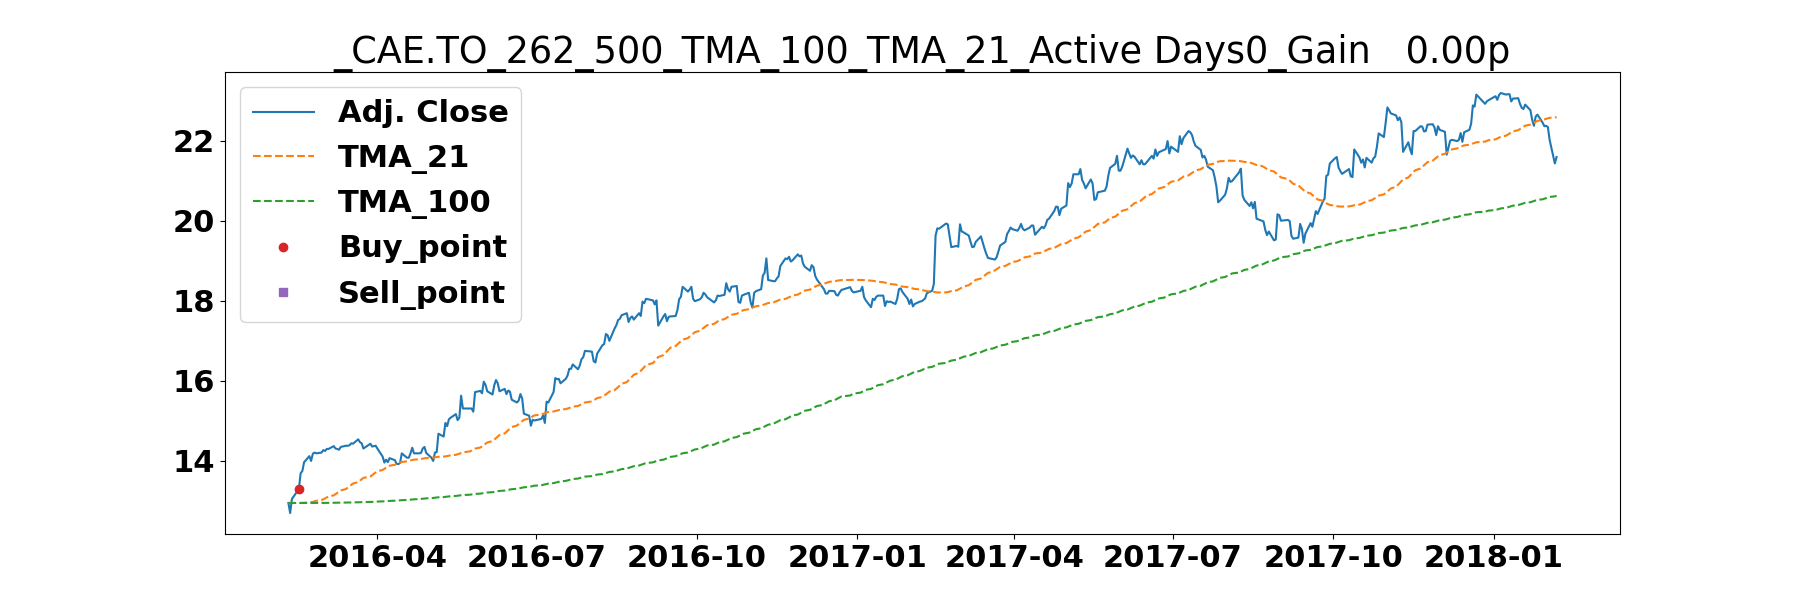 _CAE.TO_262_500_TMA_100_TMA_21_Active Days0_Gain   0.00p
Adj. Close
TMA_21
TMA_100
Buy_point
Sell_point
22
20
18
16
14
2016-04 2016-07 2016-10 2017-01 2017-04 2017-07 2017-10 2018-01